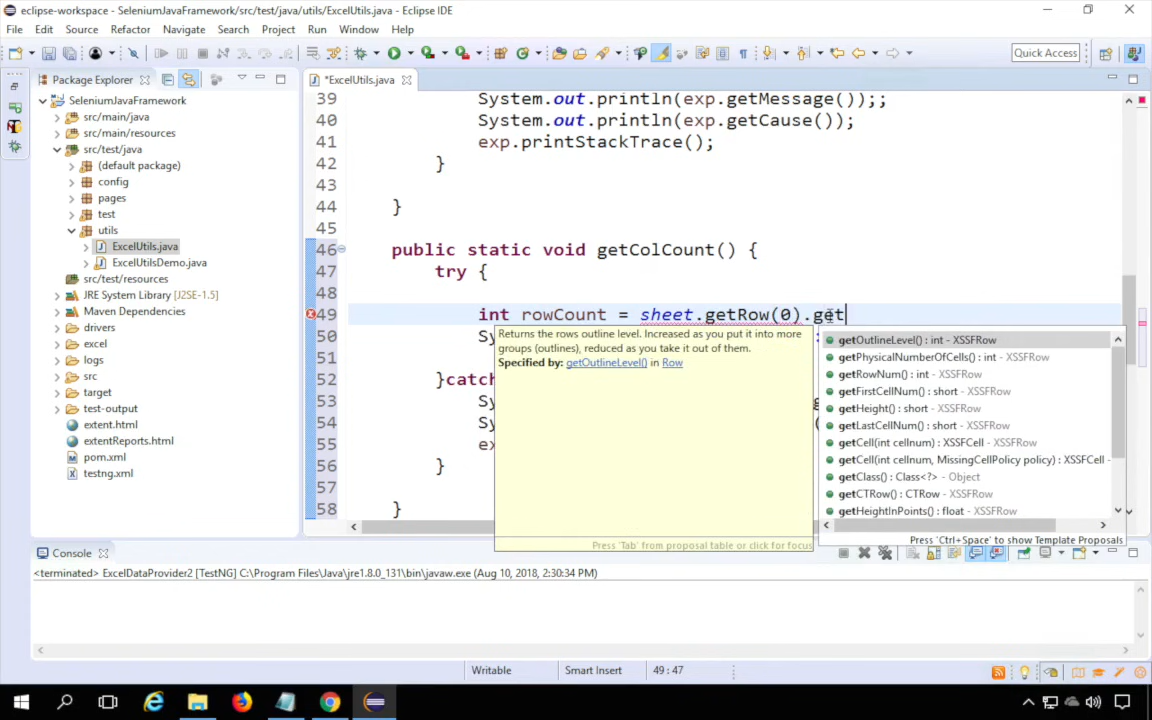 eclipse-workspace - SeleniumJavaFramework/src/test/java/utils/ExcelUtils.java - Eclipse IDE
File Edit Source Refactor Navigate Search Project Run Window Help
Quick Access
Package Explorer
*ExcelUtils.java
SeleniumJavaFramework
src/main/java
src/main/resources
src/test/java
(default package)
config
pages
test
utils
ExcelUtils.java
ExcelUtilsDemo.java
src/test/resources
JRE System Library [J2SE-1.5]
Maven Dependencies
drivers
excel
logs
src
target
test-output
extent.html
extentReports.html
pom.xml
testng.xml
39 System.out.println(exp.getMessage());;
40 System.out.println(exp.getCause());
41 exp.printStackTrace();
42 }
43
44 }
45
46 public static void getColCount() {
47 try {
48
49 int rowCount = sheet.getRow(0).get
50 Sy
51
52 }catch
53 Sy
54 Sy
55 ex
56 }
57
58 }
Returns the rows outline level. Increased as you put it into more
groups (outlines), reduced as you take it out of them.
Specified by: getOutlineLevel() in Row
Press 'Tab' from proposal table or click for focus
getOutlineLevel() : int - XSSFRow
getPhysicalNumberOfCells() : int - XSSFRow
getRowNum() : int - XSSFRow
getFirstCellNum() : short - XSSFRow
getHeight() : short - XSSFRow
getLastCellNum() : short - XSSFRow
getCell(int cellnum) : XSSFCell - XSSFRow
getCell(int cellnum, MissingCellPolicy policy) : XSSFCell -
getClass() : Class<?> - Object
getCTRow() : CTRow - XSSFRow
getHeightInPoints() : float - XSSFRow
Press 'Ctrl+Space' to show Template Proposals
Console
<terminated> ExcelDataProvider2 [TestNG] C:\Program Files\Java\jre1.8.0_131\bin\javaw.exe (Aug 10, 2018, 2:30:34 PM)
Writable Smart Insert 49 : 47